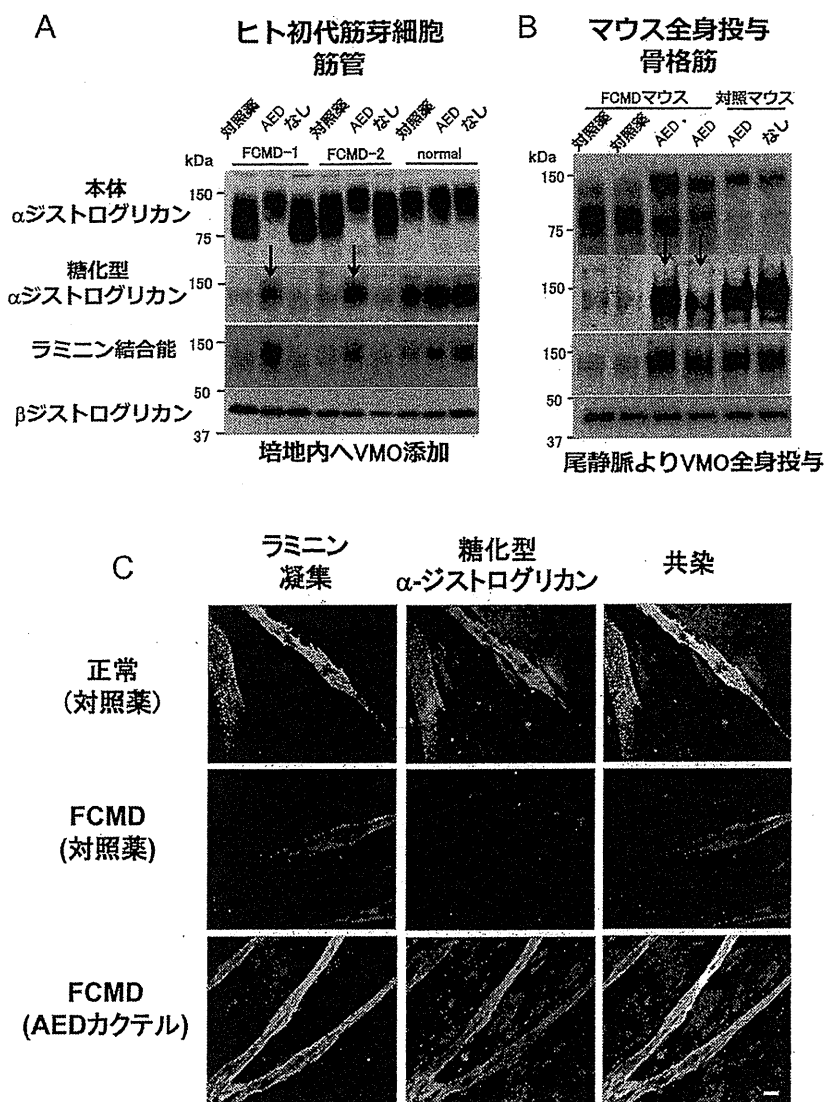 A
ヒト初代筋芽細胞
筋管
対照薬 AED なし 対照薬 AED なし 対照薬 AED なし
kDa FCMD-1 FCMD-2 normal
本体
αジストログリカン
150
75
糖化型
αジストログリカン
150
ラミニン結合能
150
βジストログリカン
50
37
培地内へVMO添加
B
マウス全身投与
骨格筋
FCMDマウス 対照マウス
対照薬 対照薬 AED AED AED なし
kDa
150
75
150
150
50
37
尾静脈よりVMO全身投与
C
ラミニン
凝集
糖化型
α-ジストログリカン
共染
正常
(対照薬)
FCMD
(対照薬)
FCMD
(AEDカクテル)